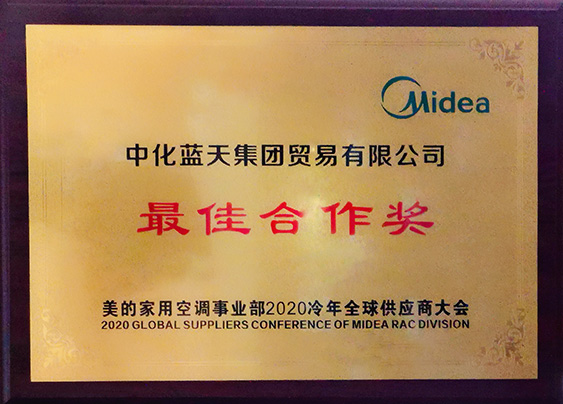 Midea
中化蓝天集团贸易有限公司
最佳合作奖
美的家用空调事业部2020冷年全球供应商大会
2020 GLOBAL SUPPLIERS CONFERENCE OF MIDEA RAC DIVISION